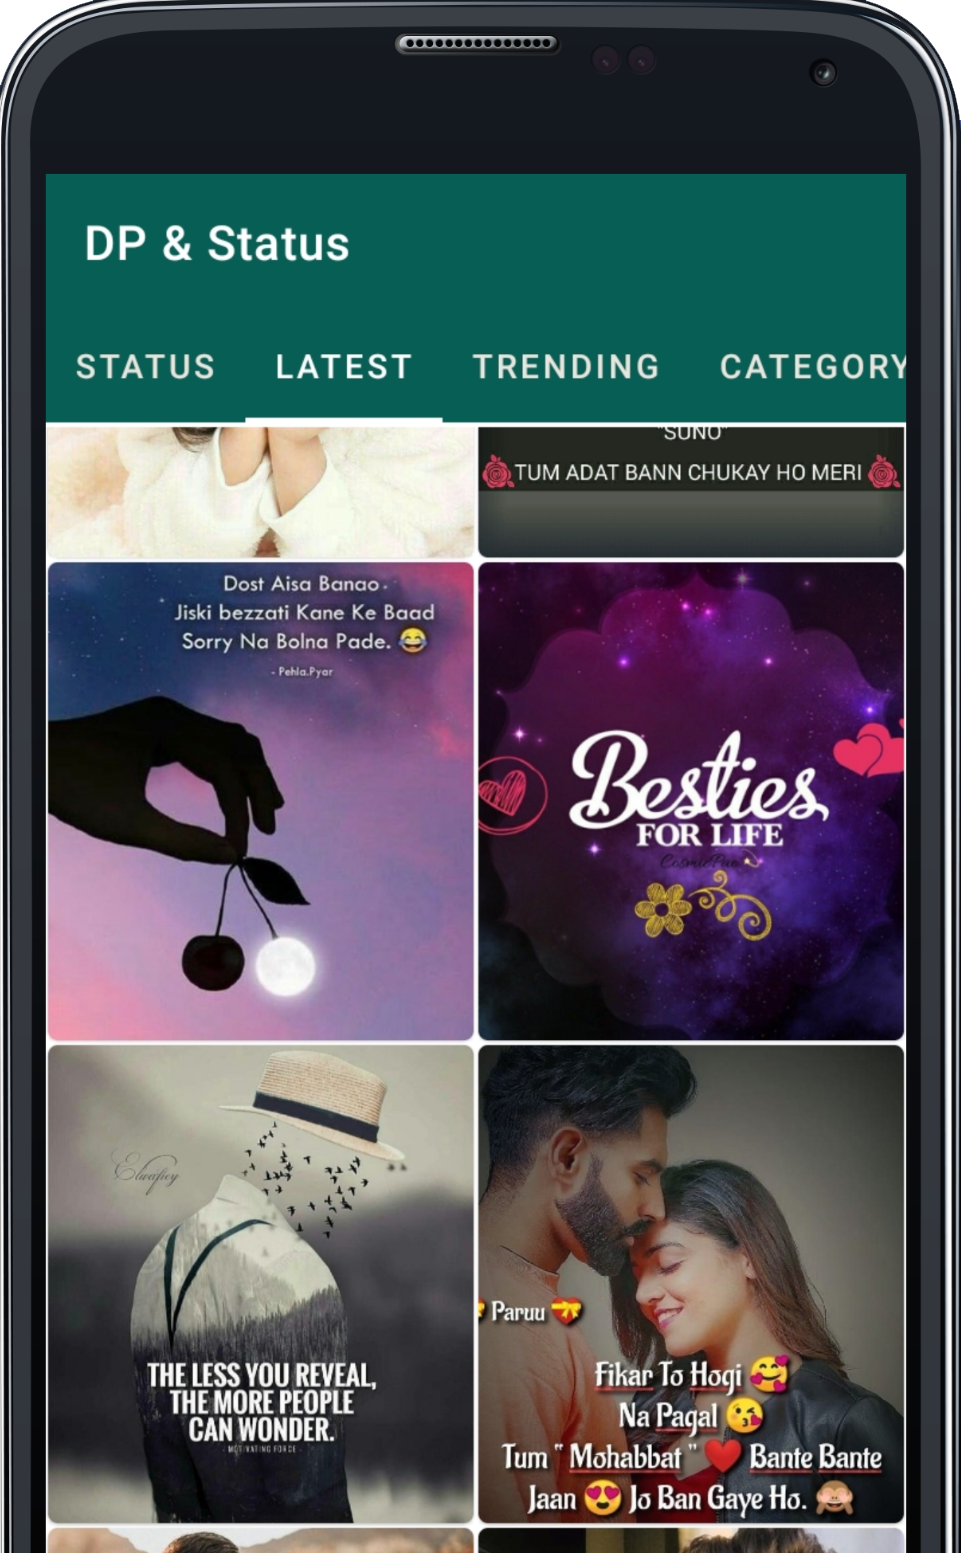 DP & Status
STATUS LATEST TRENDING CATEGORY
"SUNO"
TUM ADAT BANN CHUKAY HO MERI
Dost Aisa Banao
Jiski bezzati Kane Ke Baad
Sorry Na Bolna Pade. 😂
- Pehla.Pyar
Besties
FOR LIFE
Elwafiey
THE LESS YOU REVEAL,
THE MORE PEOPLE
CAN WONDER.
- MOTIVATING FORCE -
Paruu 💝
Fikar To Hogi 🥰
Na Pagal 😘
Tum " Mohabbat " ❤️ Bante Bante
Jaan 😍 Jo Ban Gaye Ho. 🙈